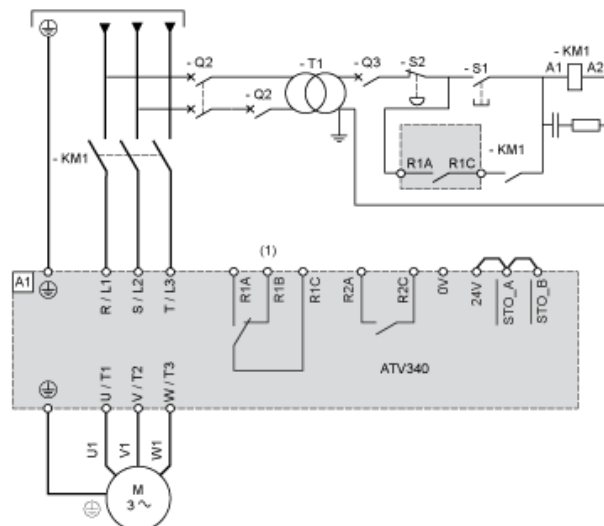 - Q2
- T1
- Q3
- S2
- S1
- KM1
A1
A2
- Q2
- KM1
R1A
R1C
- KM1
(1)
A1
R / L1
S / L2
T / L3
R1A
R1B
R1C
R2A
R2C
0V
24V
STO_A
STO_B
ATV340
U / T1
V / T2
W / T3
U1
V1
W1
M
3 ~